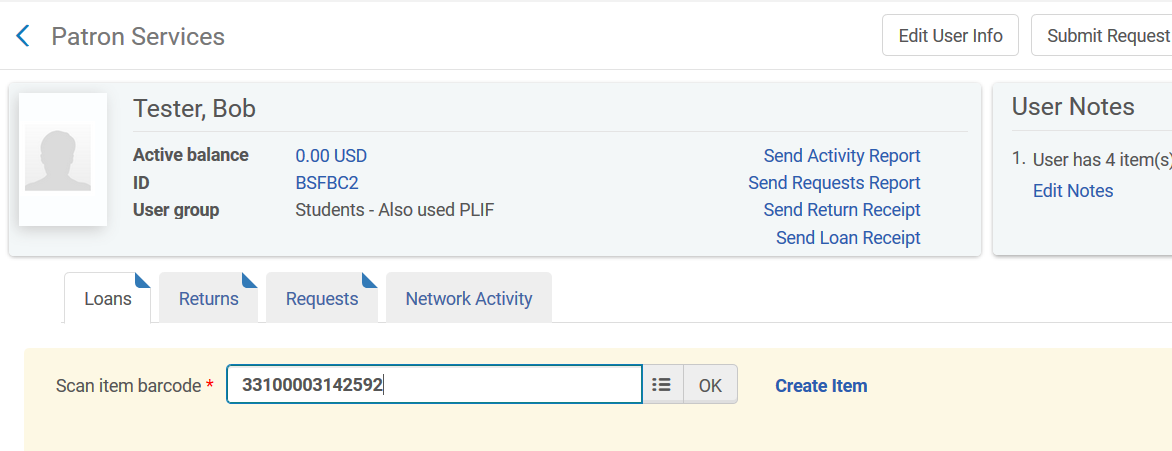 Patron Services
Edit User Info
Submit Request
Tester, Bob
Active balance 0.00 USD Send Activity Report
ID BSFBC2 Send Requests Report
User group Students - Also used PLIF Send Return Receipt
Send Loan Receipt
User Notes
1. User has 4 item(s)
Edit Notes
Loans Returns Requests Network Activity
Scan item barcode * 33100003142592 OK Create Item